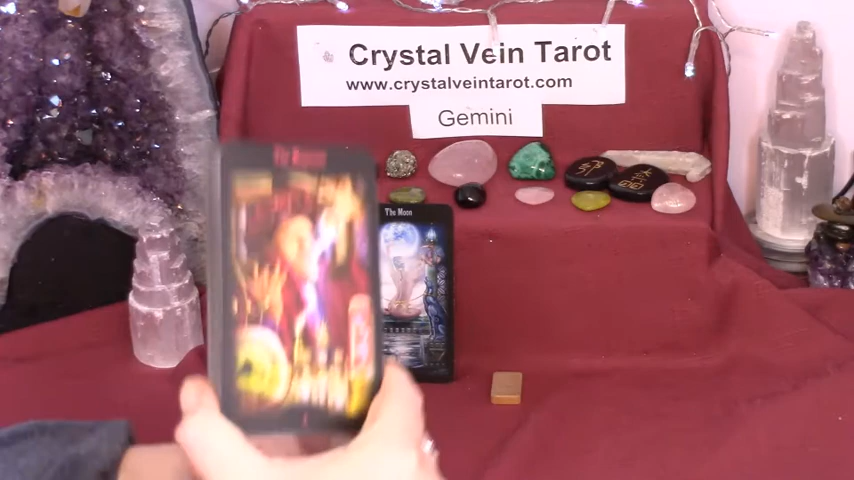 Crystal Vein Tarot
www.crystalveintarot.com
Gemini
The Moon